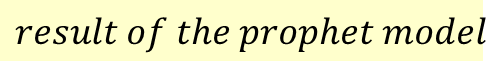 result of the prophet model